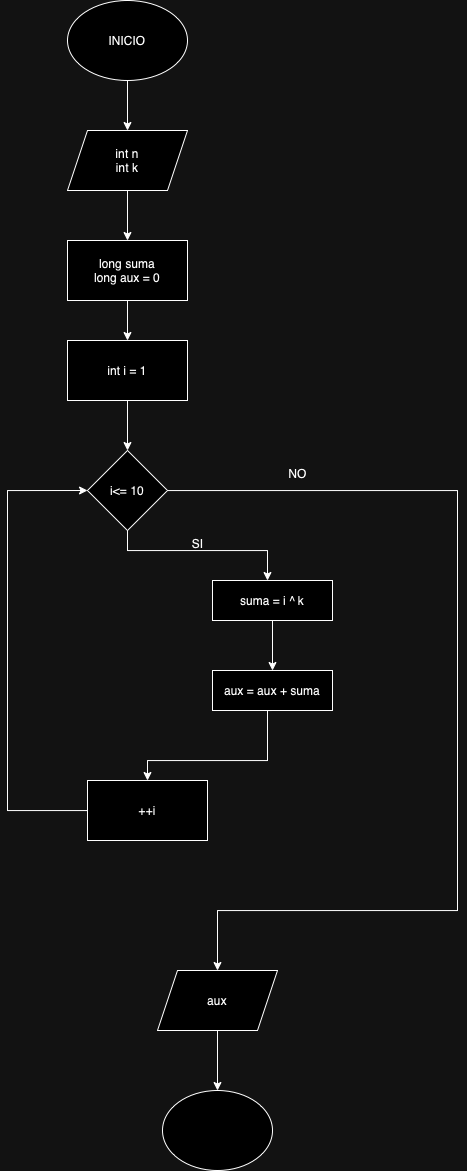 INICIO
int n
int k
long suma
long aux = 0
int i = 1
i<= 10
NO
SI
suma = i ^ k
aux = aux + suma
++i
aux